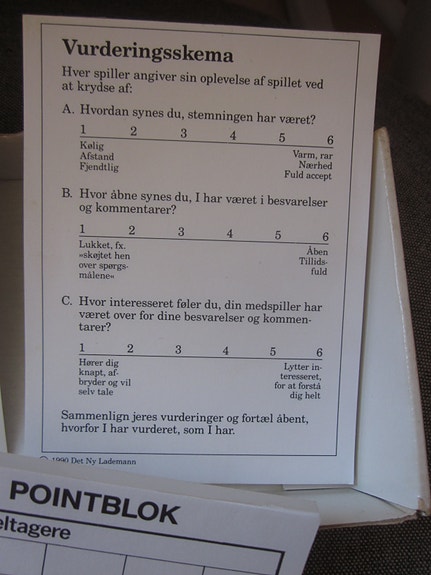 Vurderingsskema
Hver spiller angiver sin oplevelse af spillet ved
at krydse af:
A. Hvordan synes du, stemningen har været?
1 2 3 4 5 6
Kølig
Afstand
Fjendtlig
Varm, rar
Nærhed
Fuld accept
B. Hvor åbne synes du, I har været i besvarelser
og kommentarer?
1 2 3 4 5 6
Lukket, fx.
»skøjtet hen
over spørgs-
målene«
Åben
Tillids-
fuld
C. Hvor interesseret føler du, din medspiller har
været over for dine besvarelser og kommen-
tarer?
1 2 3 4 5 6
Hører dig
knapt, af-
bryder og vil
selv tale
Lytter in-
teresseret,
for at forstå
dig helt
Sammenlign jeres vurderinger og fortæl åbent,
hvorfor I har vurderet, som I har.
© 1990 Det Ny Lademann
POINTBLOK
eltagere